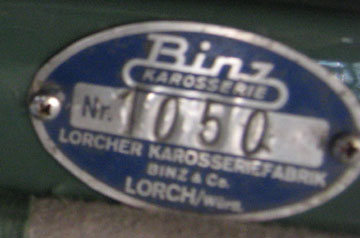 Binz
KAROSSERIE
Nr. 1050
LORCHER KAROSSERIEFABRIK
BINZ & Co.
LORCH/Württ.